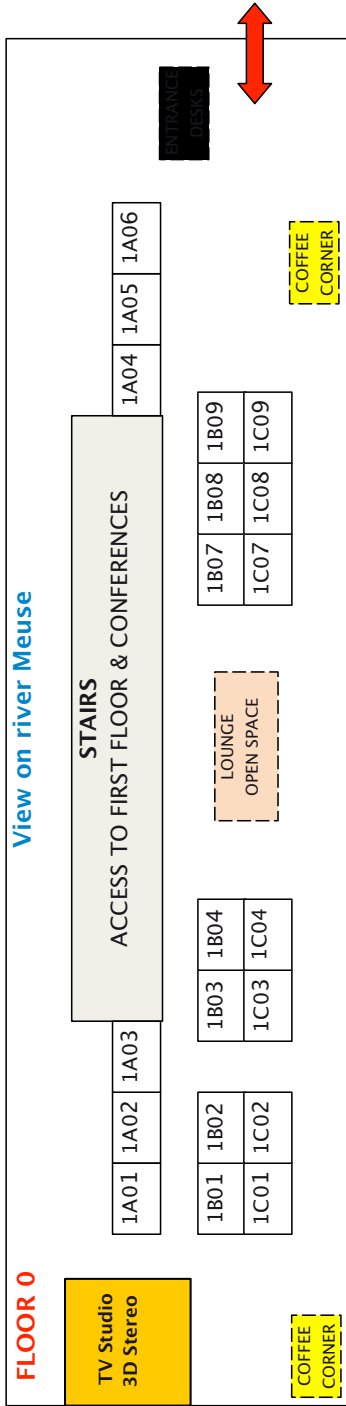 FLOOR 0
View on river Meuse
TV Studio
3D Stereo
STAIRS
ACCESS TO FIRST FLOOR & CONFERENCES
ENTRANCE
DESKS
1A01 1A02 1A03 1A04 1A05 1A06
1B01 1B02 1B03 1B04 1B07 1B08 1B09
1C01 1C02 1C03 1C04 1C07 1C08 1C09
LOUNGE
OPEN SPACE
COFFEE
CORNER
COFFEE
CORNER